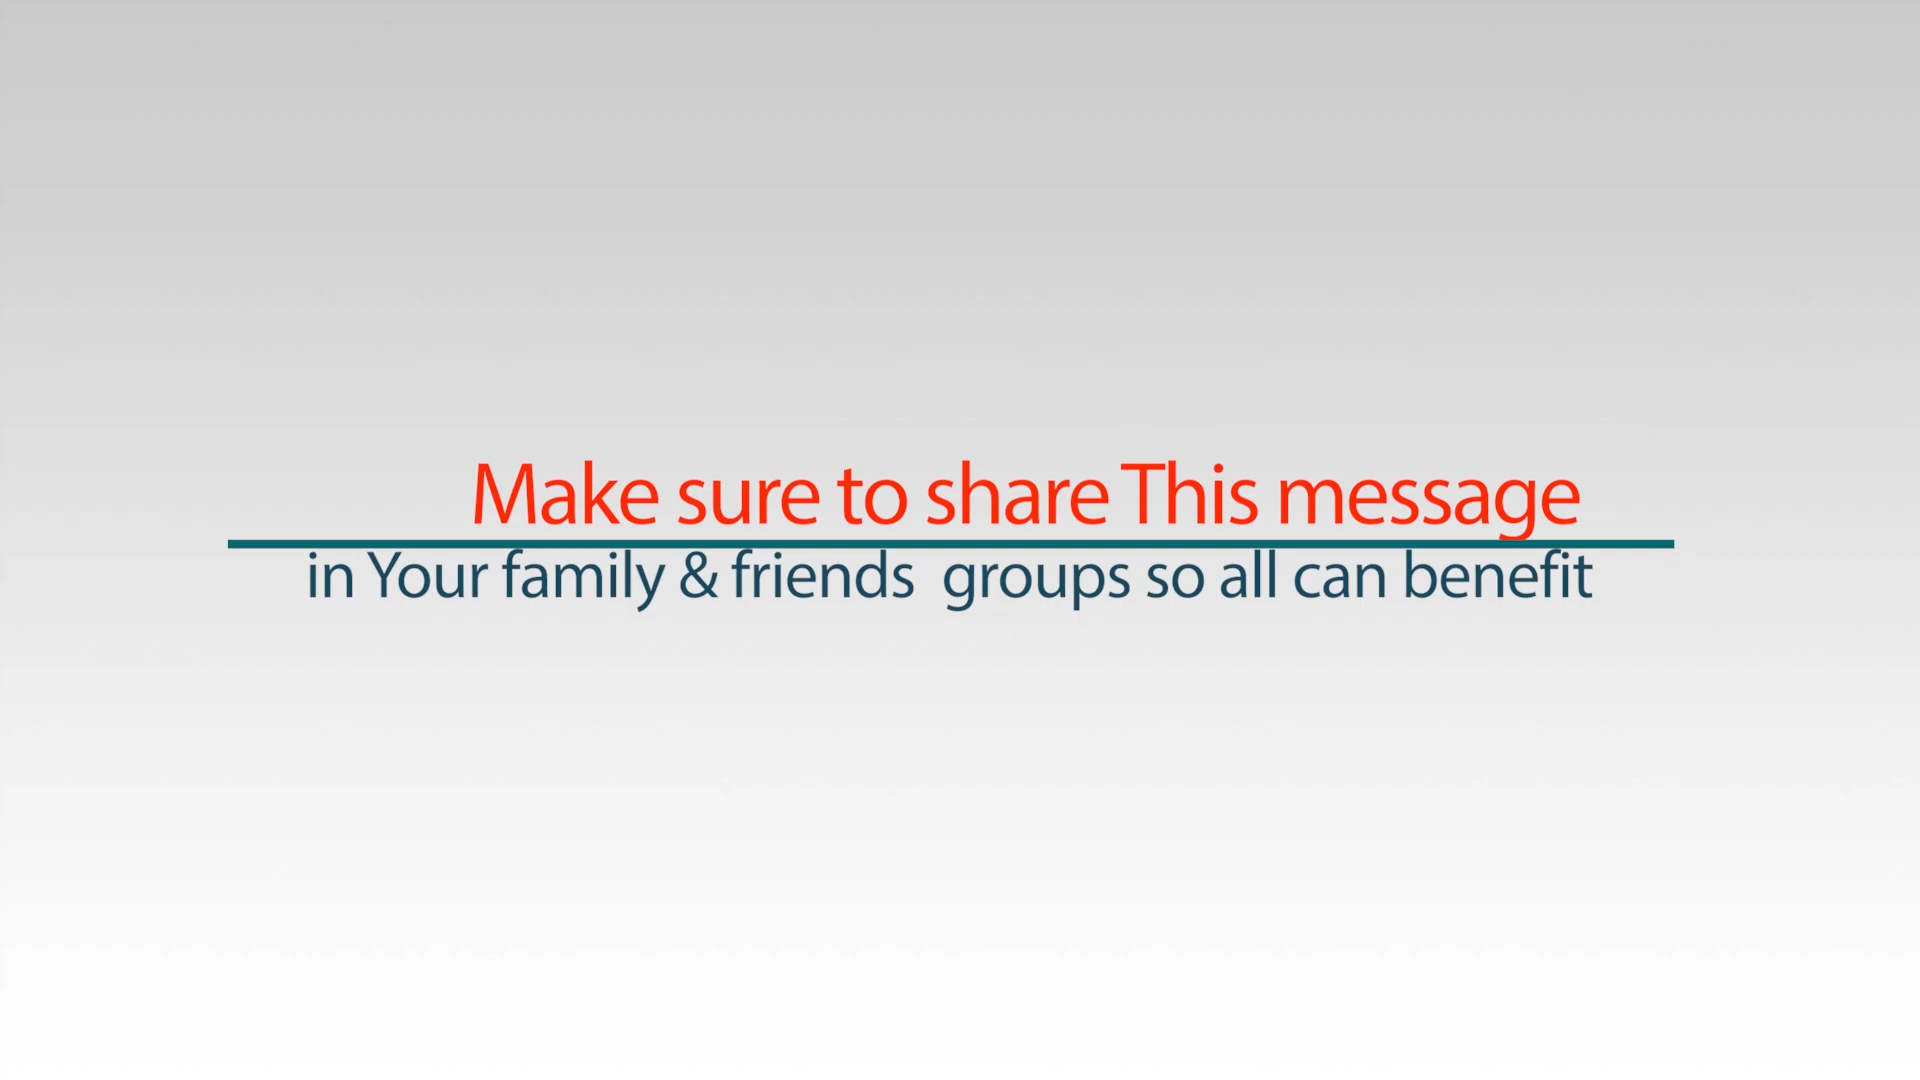 Make sure to share This message
in Your family & friends  groups so all can benefit